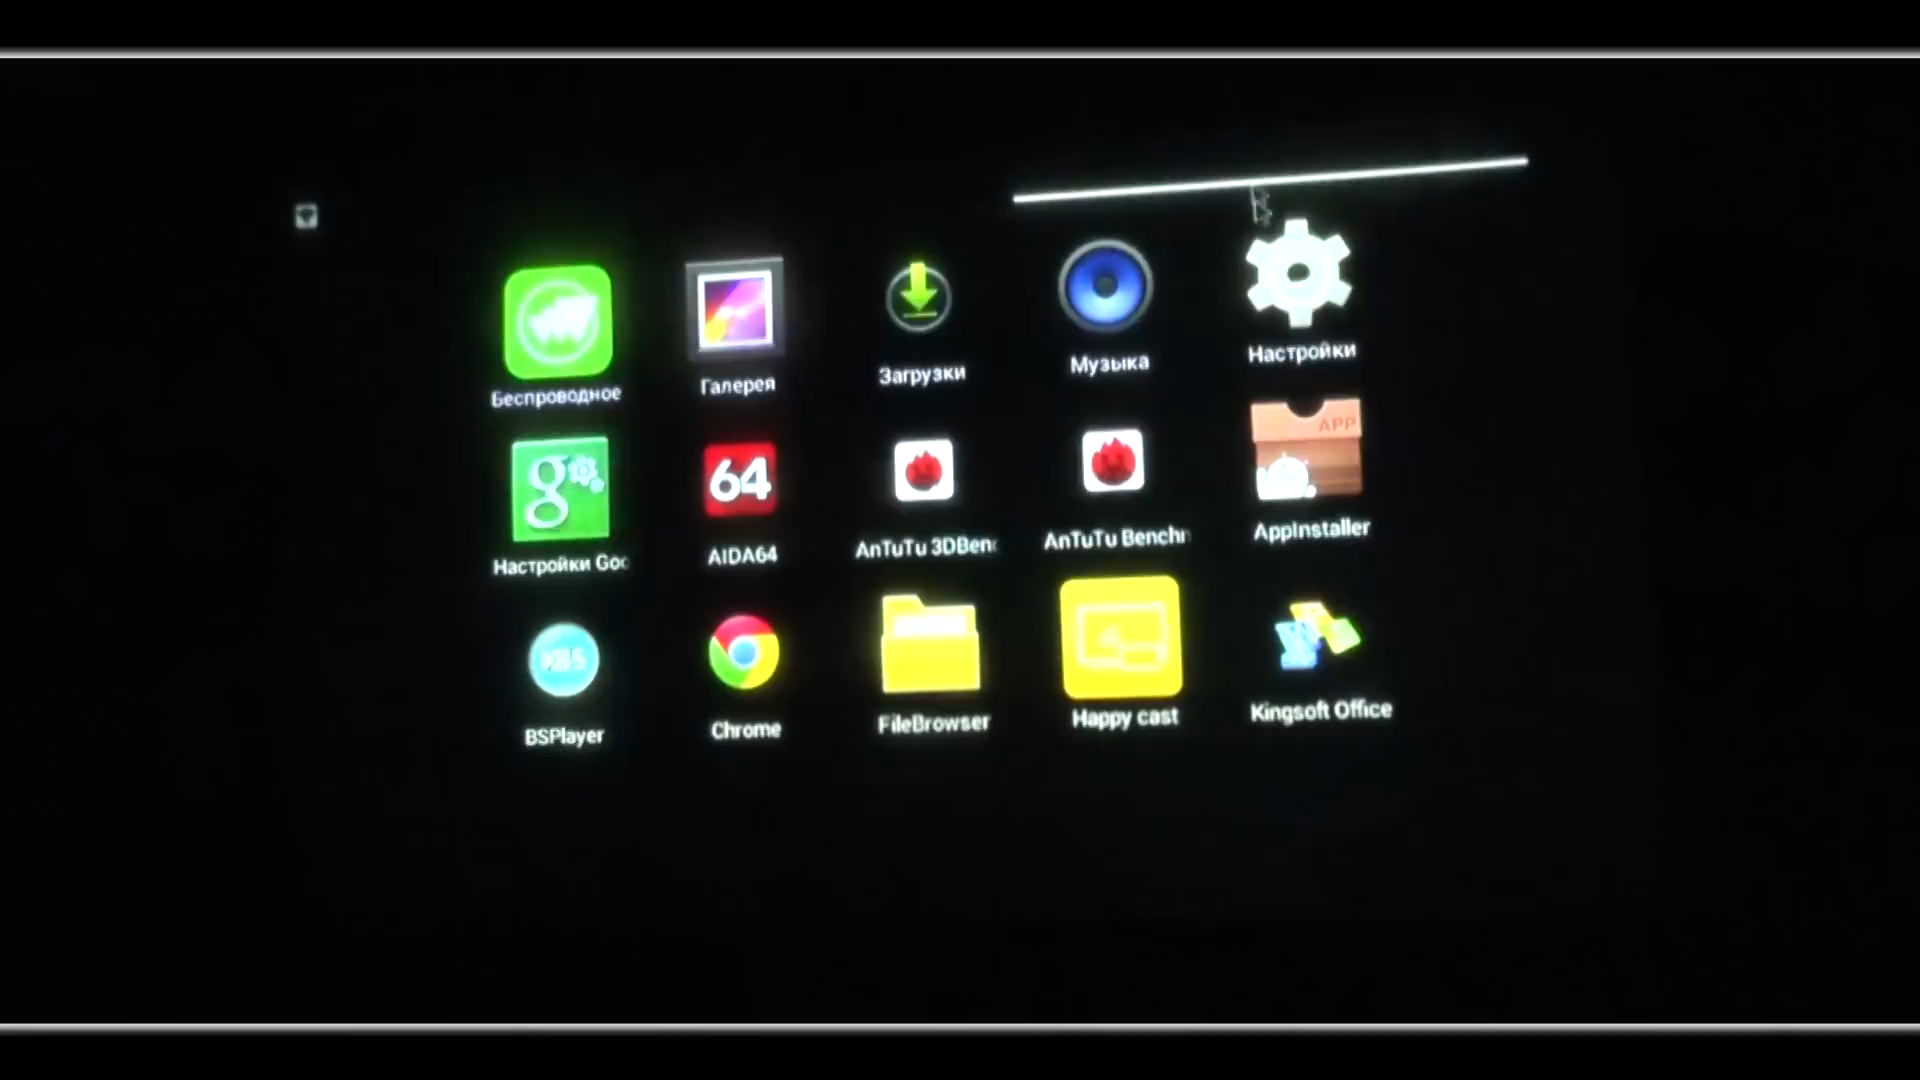 Беспроводное
Галерея
Загрузки
Музыка
Настройки
Настройки Goo
AIDA64
AnTuTu 3DBen
AnTuTu Bench
AppInstaller
APP
64
g
BSPlayer
Chrome
FileBrowser
Happy cast
Kingsoft Office